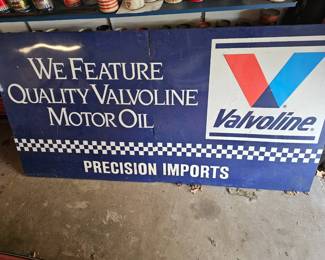 WE FEATURE
QUALITY VALVOLINE
MOTOR OIL
Valvoline
PRECISION IMPORTS